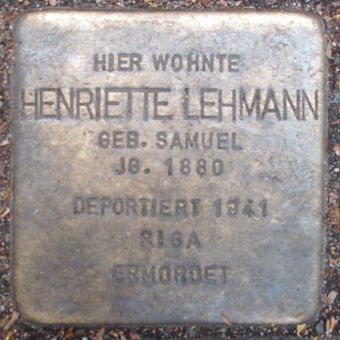 HIER WOHNTE
HENRIETTE LEHMANN
GEB. SAMUEL
JG. 1880
DEPORTIERT 1941
RIGA
ERMORDET